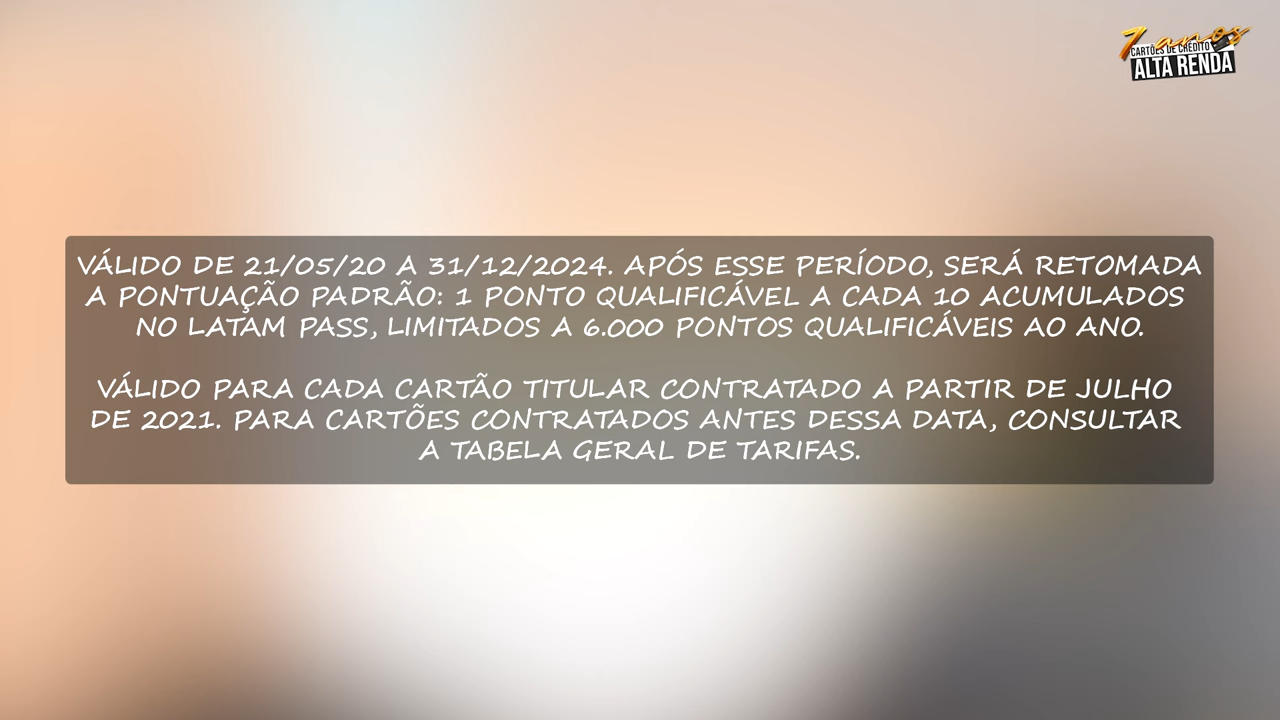 7 anos
CARTÕES DE CRÉDITO
ALTA RENDA
VÁLIDO DE 21/05/20 A 31/12/2024. APÓS ESSE PERÍODO, SERÁ RETOMADA
A PONTUAÇÃO PADRÃO: 1 PONTO QUALIFICÁVEL A CADA 10 ACUMULADOS
NO LATAM PASS, LIMITADOS A 6.000 PONTOS QUALIFICÁVEIS AO ANO.
VÁLIDO PARA CADA CARTÃO TITULAR CONTRATADO A PARTIR DE JULHO
DE 2021. PARA CARTÕES CONTRATADOS ANTES DESSA DATA, CONSULTAR
A TABELA GERAL DE TARIFAS.